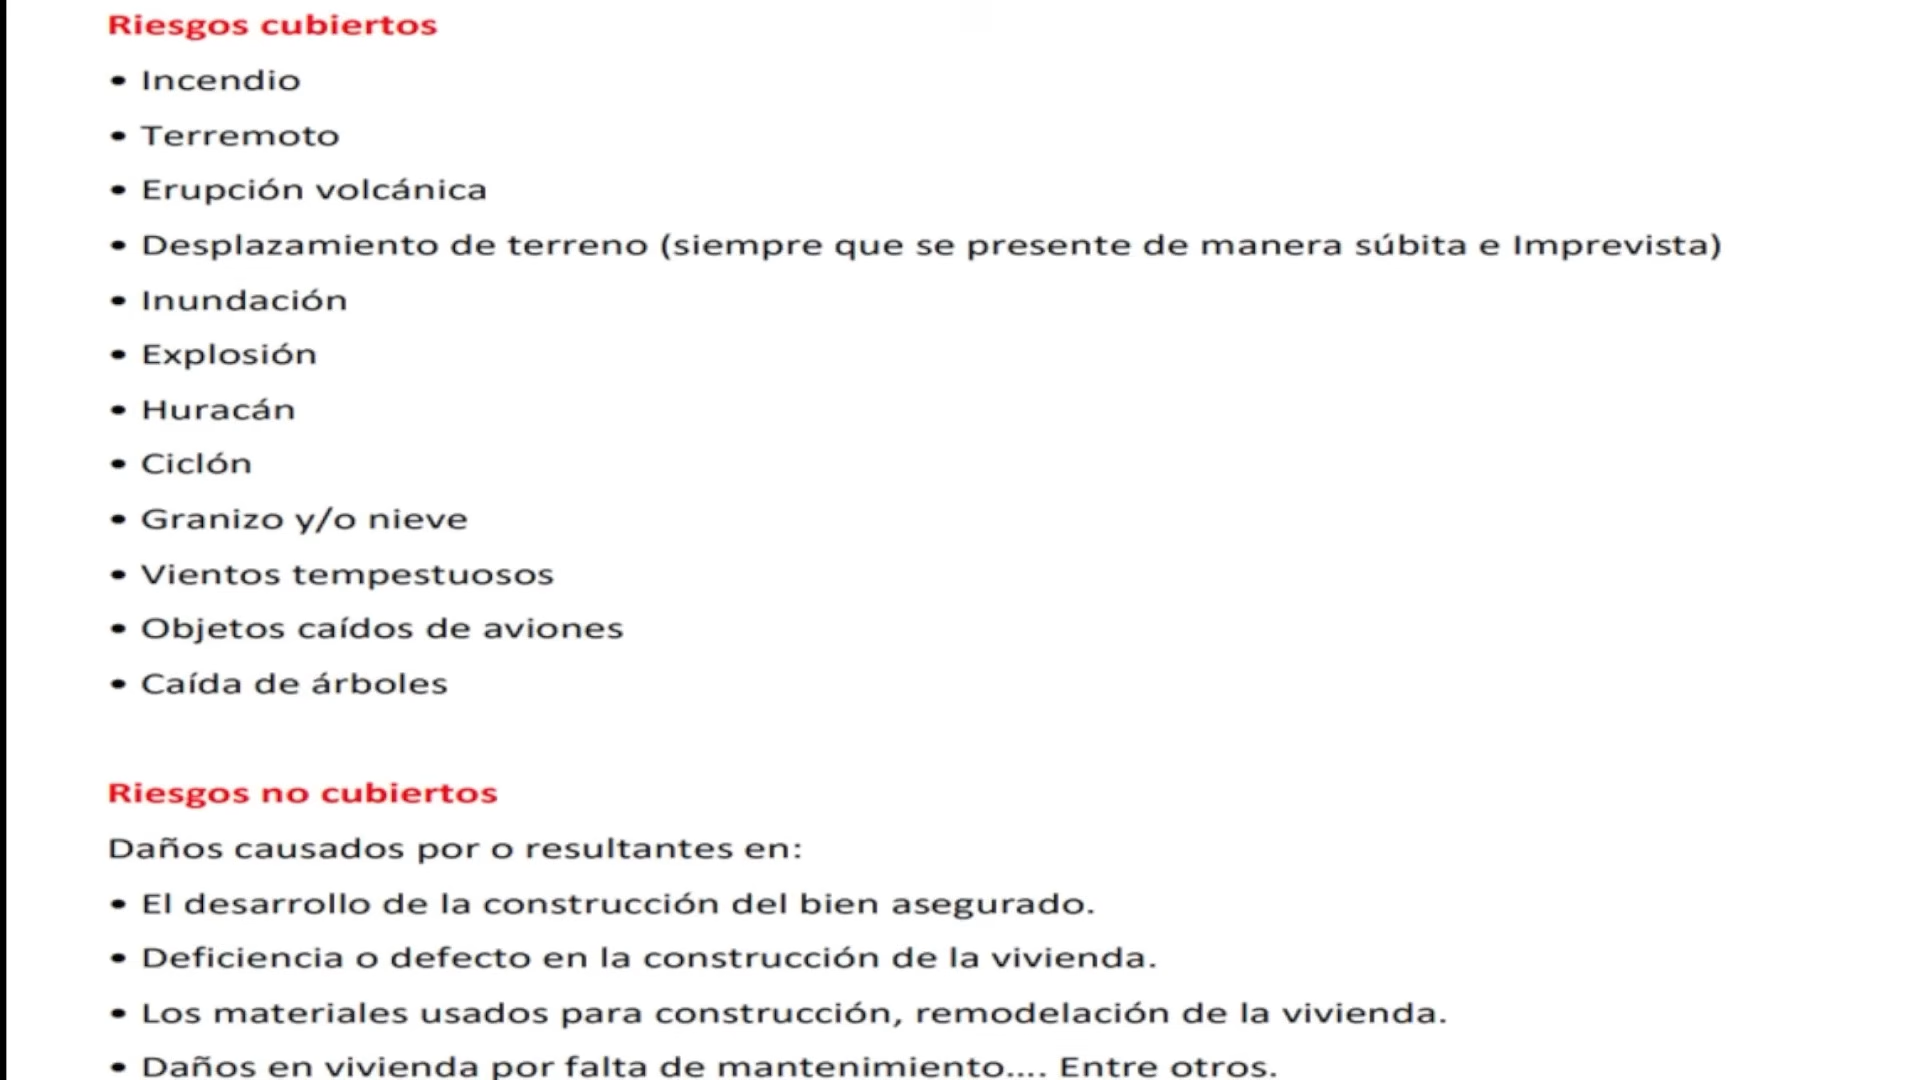 Riesgos cubiertos
• Incendio
• Terremoto
• Erupción volcánica
• Desplazamiento de terreno (siempre que se presente de manera súbita e Imprevista)
• Inundación
• Explosión
• Huracán
• Ciclón
• Granizo y/o nieve
• Vientos tempestuosos
• Objetos caídos de aviones
• Caída de árboles
Riesgos no cubiertos
Daños causados por o resultantes en:
• El desarrollo de la construcción del bien asegurado.
• Deficiencia o defecto en la construcción de la vivienda.
• Los materiales usados para construcción, remodelación de la vivienda.
• Daños en vivienda por falta de mantenimiento.... Entre otros.